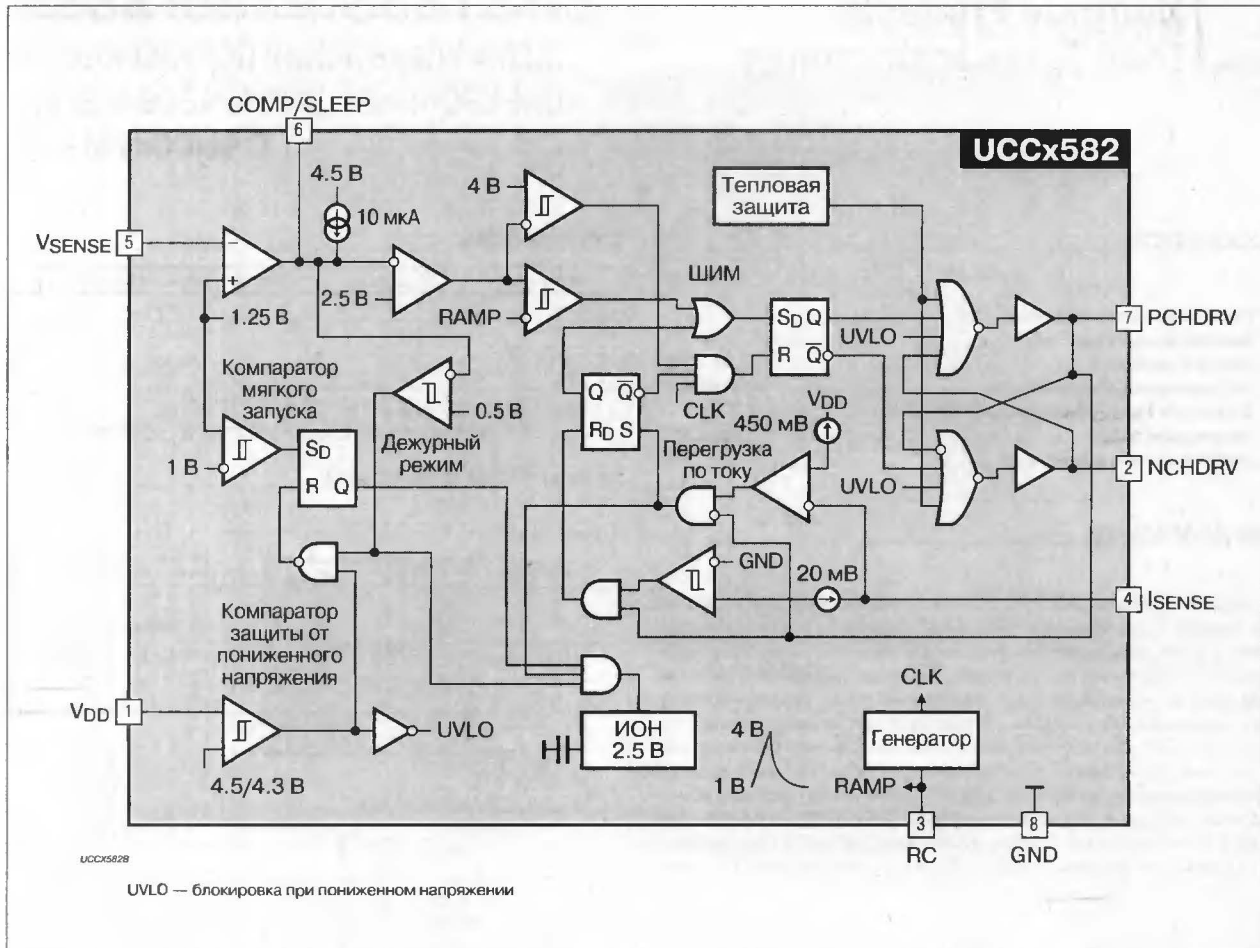 COMP/SLEEP
6
UCCx582
4.5 В
10 мкА
4 В
Тепловая
защита
VSENSE 5
−
+
2.5 В
RAMP
ШИМ
1.25 В
SD Q
R Q̅
UVLO
7 PCHDRV
Компаратор
мягкого
запуска
0.5 В
Дежурный
режим
Q Q̅
RD S
CLK
VDD
450 мВ
Перегрузка
по току
1 В
SD
R Q
UVLO
2 NCHDRV
GND
20 мВ
4 ISENSE
Компаратор
защиты от
пониженного
напряжения
VDD 1
UVLO
4.5/4.3 В
ИОН
2.5 В
4 В
1 В
CLK
Генератор
RAMP
3
RC
8
GND
UCCX582B
UVLO — блокировка при пониженном напряжении